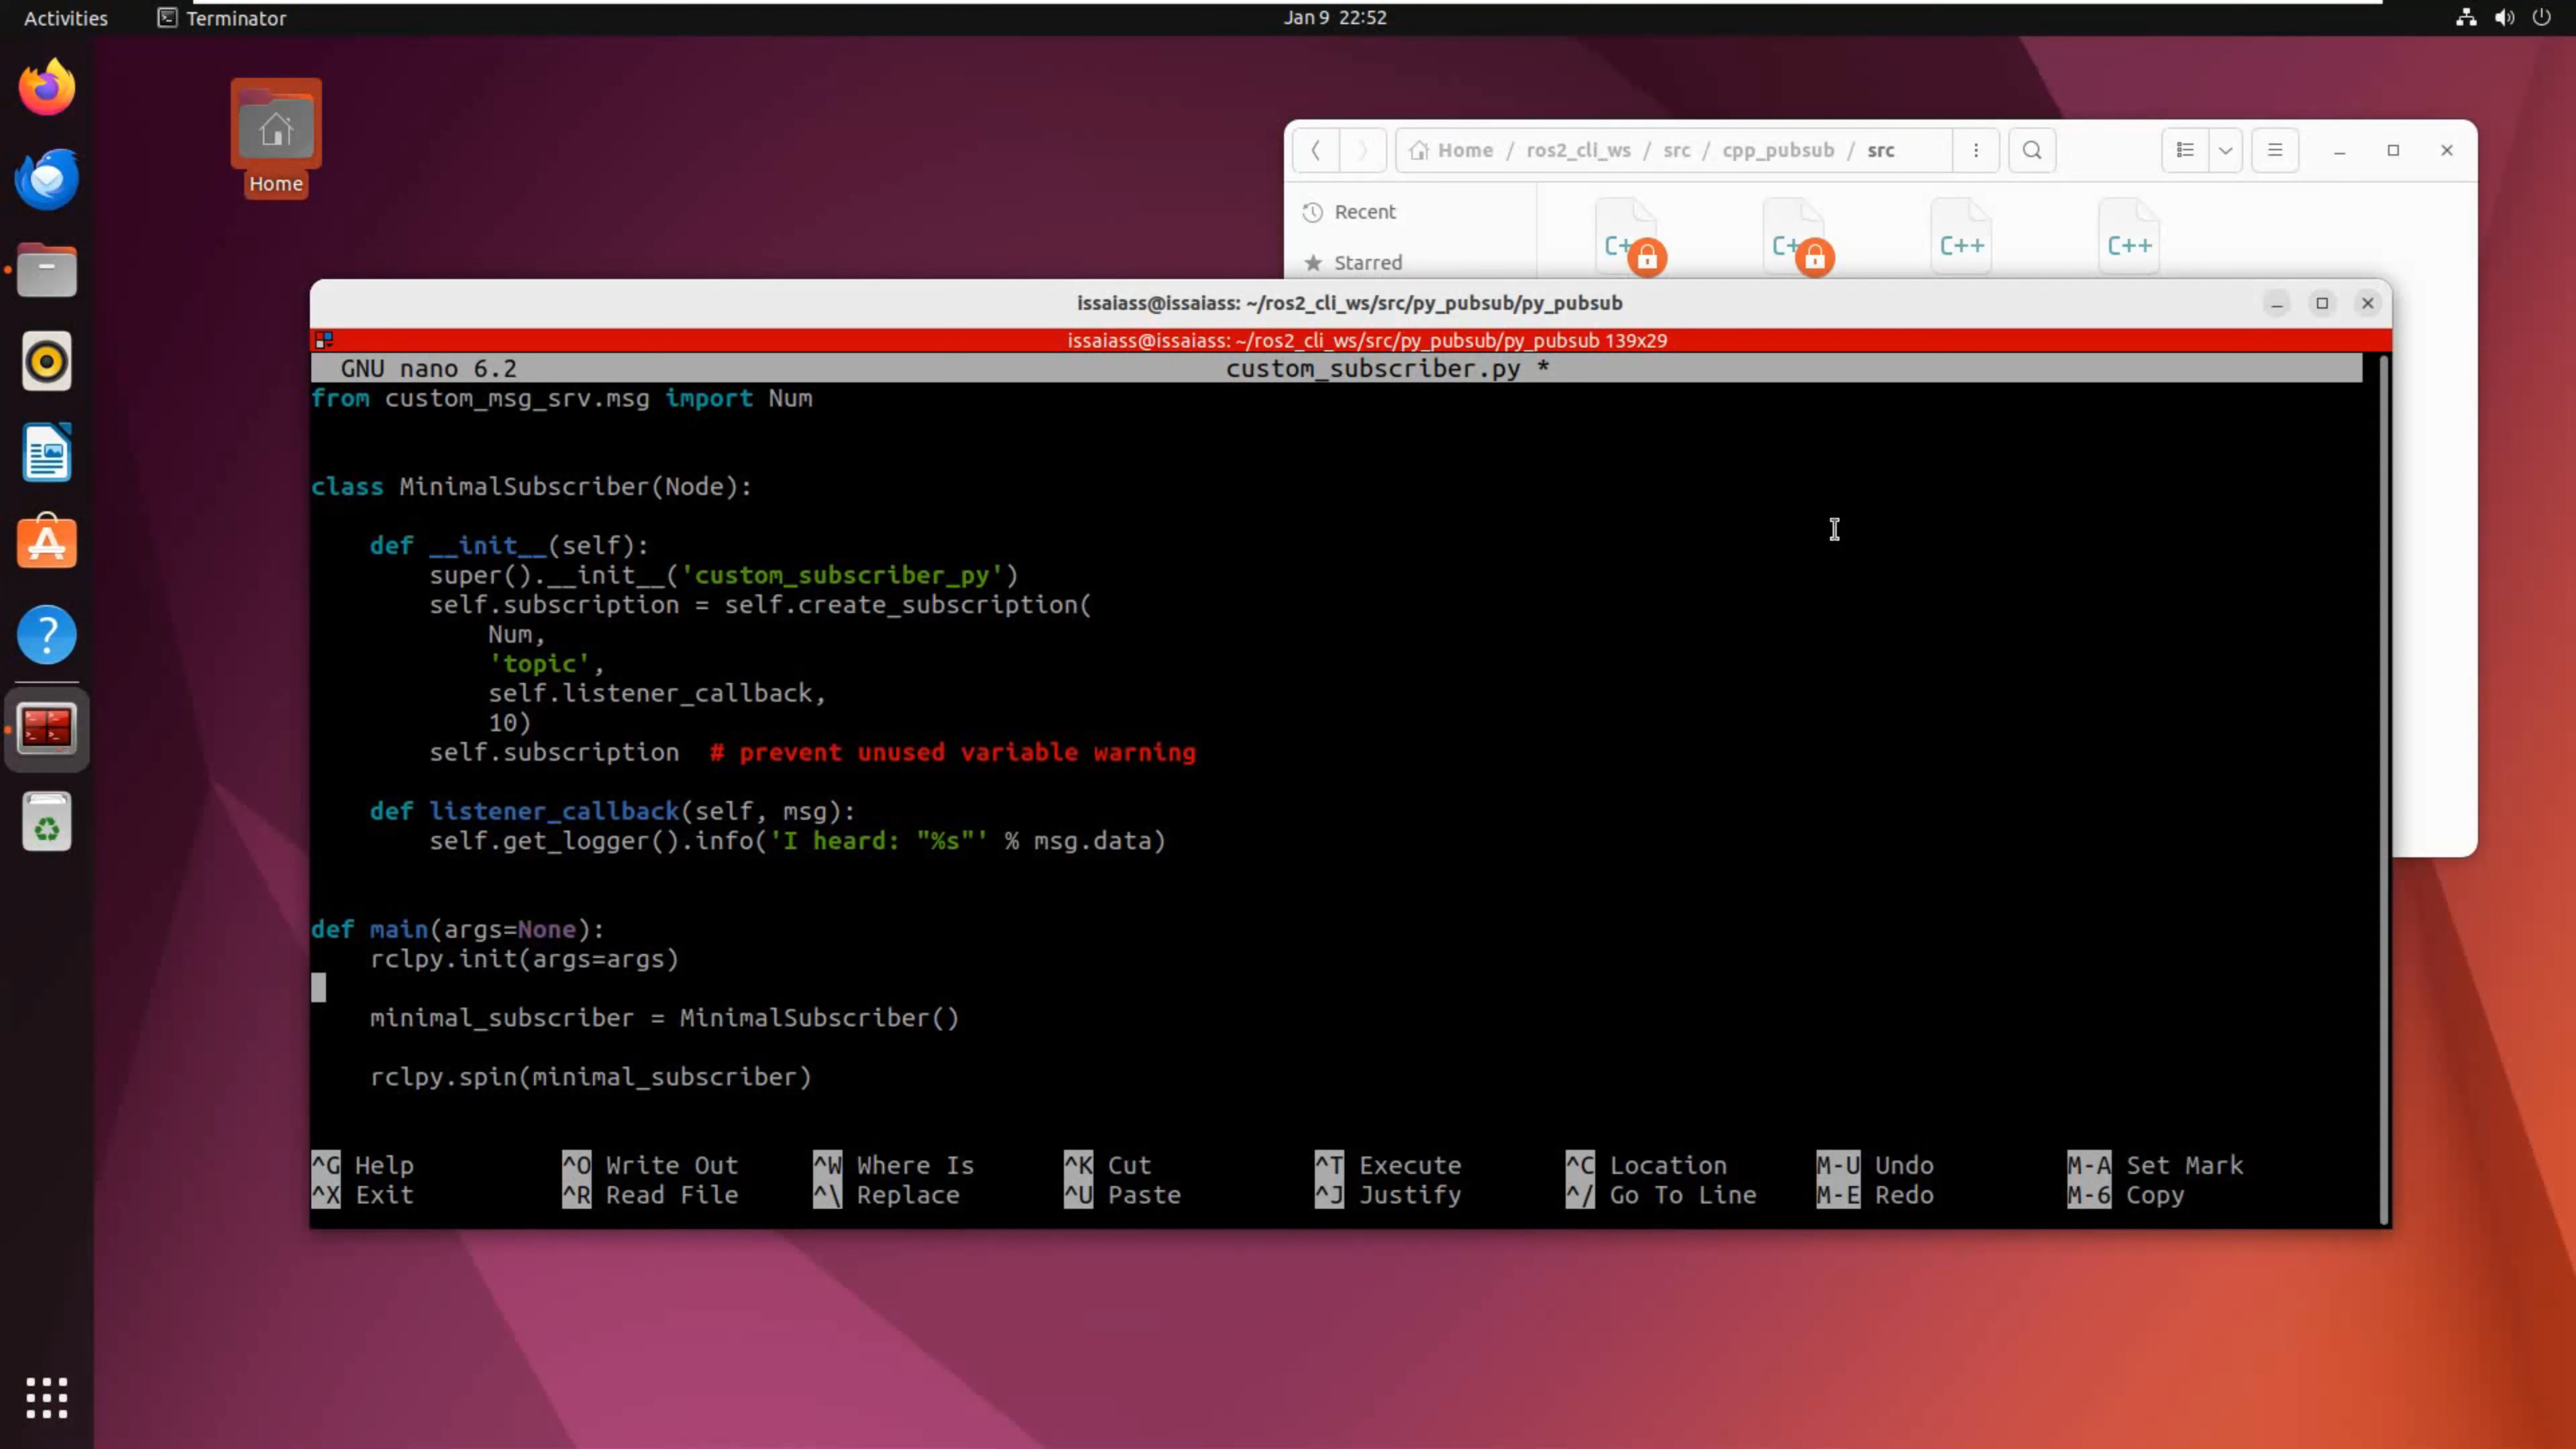 Activities
Terminator
Jan 9 22:52
Home
Home / ros2_cli_ws / src / cpp_pubsub / src
Recent
Starred
C++
C++
C++
C++
issaiass@issaiass: ~/ros2_cli_ws/src/py_pubsub/py_pubsub
issaiass@issaiass: ~/ros2_cli_ws/src/py_pubsub/py_pubsub 139x29
GNU nano 6.2 custom_subscriber.py *
from custom_msg_srv.msg import Num
class MinimalSubscriber(Node):
def __init__(self):
super().__init__('custom_subscriber_py')
self.subscription = self.create_subscription(
Num,
'topic',
self.listener_callback,
10)
self.subscription # prevent unused variable warning
def listener_callback(self, msg):
self.get_logger().info('I heard: "%s"' % msg.data)
def main(args=None):
rclpy.init(args=args)
minimal_subscriber = MinimalSubscriber()
rclpy.spin(minimal_subscriber)
^G Help ^O Write Out ^W Where Is ^K Cut ^T Execute ^C Location M-U Undo M-A Set Mark
^X Exit ^R Read File ^\ Replace ^U Paste ^J Justify ^/ Go To Line M-E Redo M-6 Copy